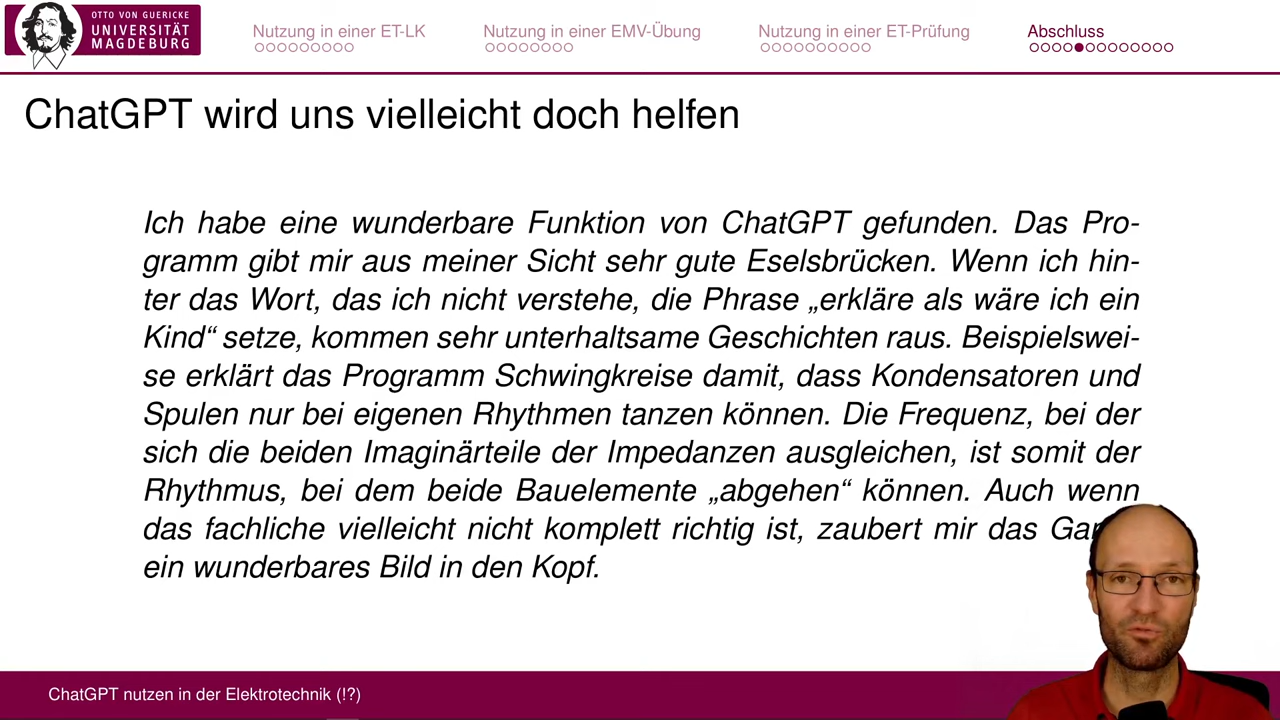 OTTO VON GUERICKE
UNIVERSITÄT
MAGDEBURG
Nutzung in einer ET-LK
Nutzung in einer EMV-Übung
Nutzung in einer ET-Prüfung
Abschluss
ChatGPT wird uns vielleicht doch helfen
Ich habe eine wunderbare Funktion von ChatGPT gefunden. Das Pro-
gramm gibt mir aus meiner Sicht sehr gute Eselsbrücken. Wenn ich hin-
ter das Wort, das ich nicht verstehe, die Phrase „erkläre als wäre ich ein
Kind“ setze, kommen sehr unterhaltsame Geschichten raus. Beispielswei-
se erklärt das Programm Schwingkreise damit, dass Kondensatoren und
Spulen nur bei eigenen Rhythmen tanzen können. Die Frequenz, bei der
sich die beiden Imaginärteile der Impedanzen ausgleichen, ist somit der
Rhythmus, bei dem beide Bauelemente „abgehen“ können. Auch wenn
das fachliche vielleicht nicht komplett richtig ist, zaubert mir das
ein wunderbares Bild in den Kopf.
ChatGPT nutzen in der Elektrotechnik (!?)